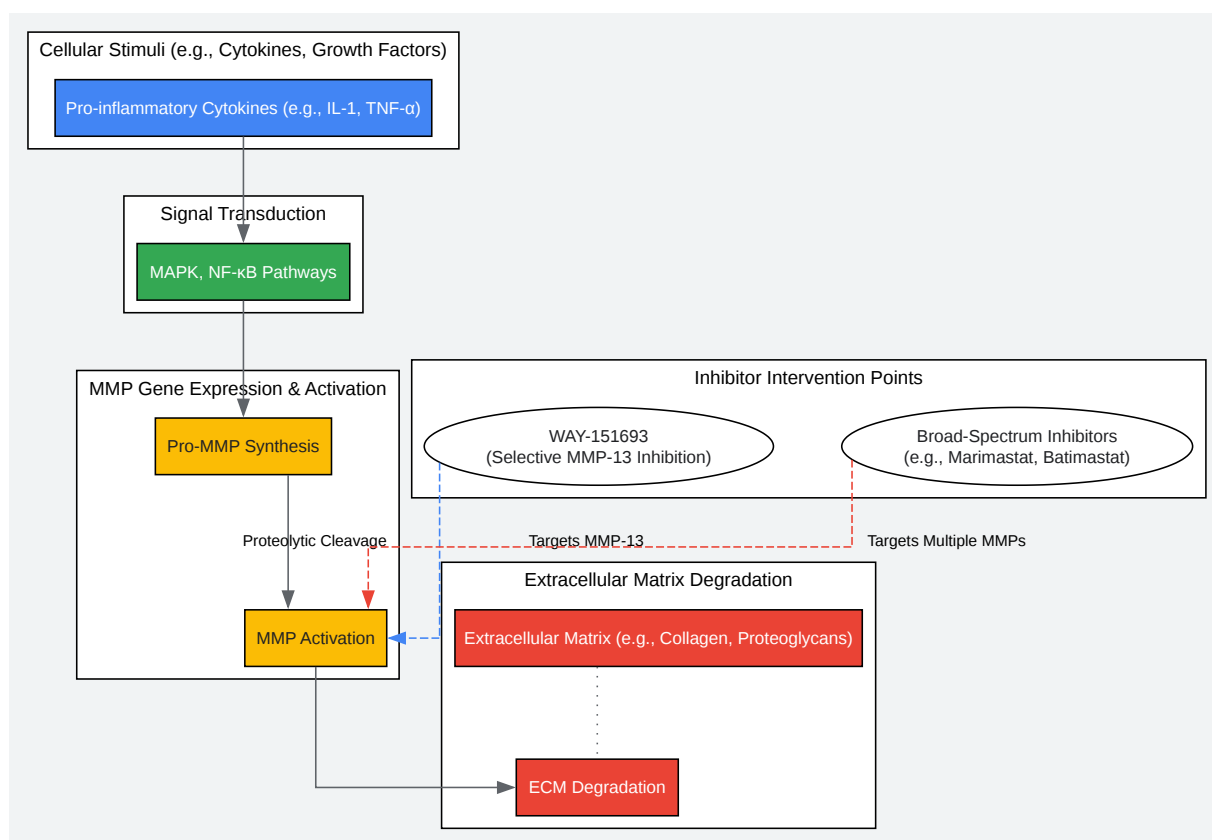 Cellular Stimuli (e.g., Cytokines, Growth Factors)
Pro-inflammatory Cytokines (e.g., IL-1, TNF-α)
Signal Transduction
MAPK, NF-κB Pathways
MMP Gene Expression & Activation
Pro-MMP Synthesis
Inhibitor Intervention Points
WAY-151693
(Selective MMP-13 Inhibition)
Broad-Spectrum Inhibitors
(e.g., Marimastat, Batimastat)
Proteolytic Cleavage
Targets MMP-13
Targets Multiple MMPs
MMP Activation
Extracellular Matrix Degradation
Extracellular Matrix (e.g., Collagen, Proteoglycans)
ECM Degradation